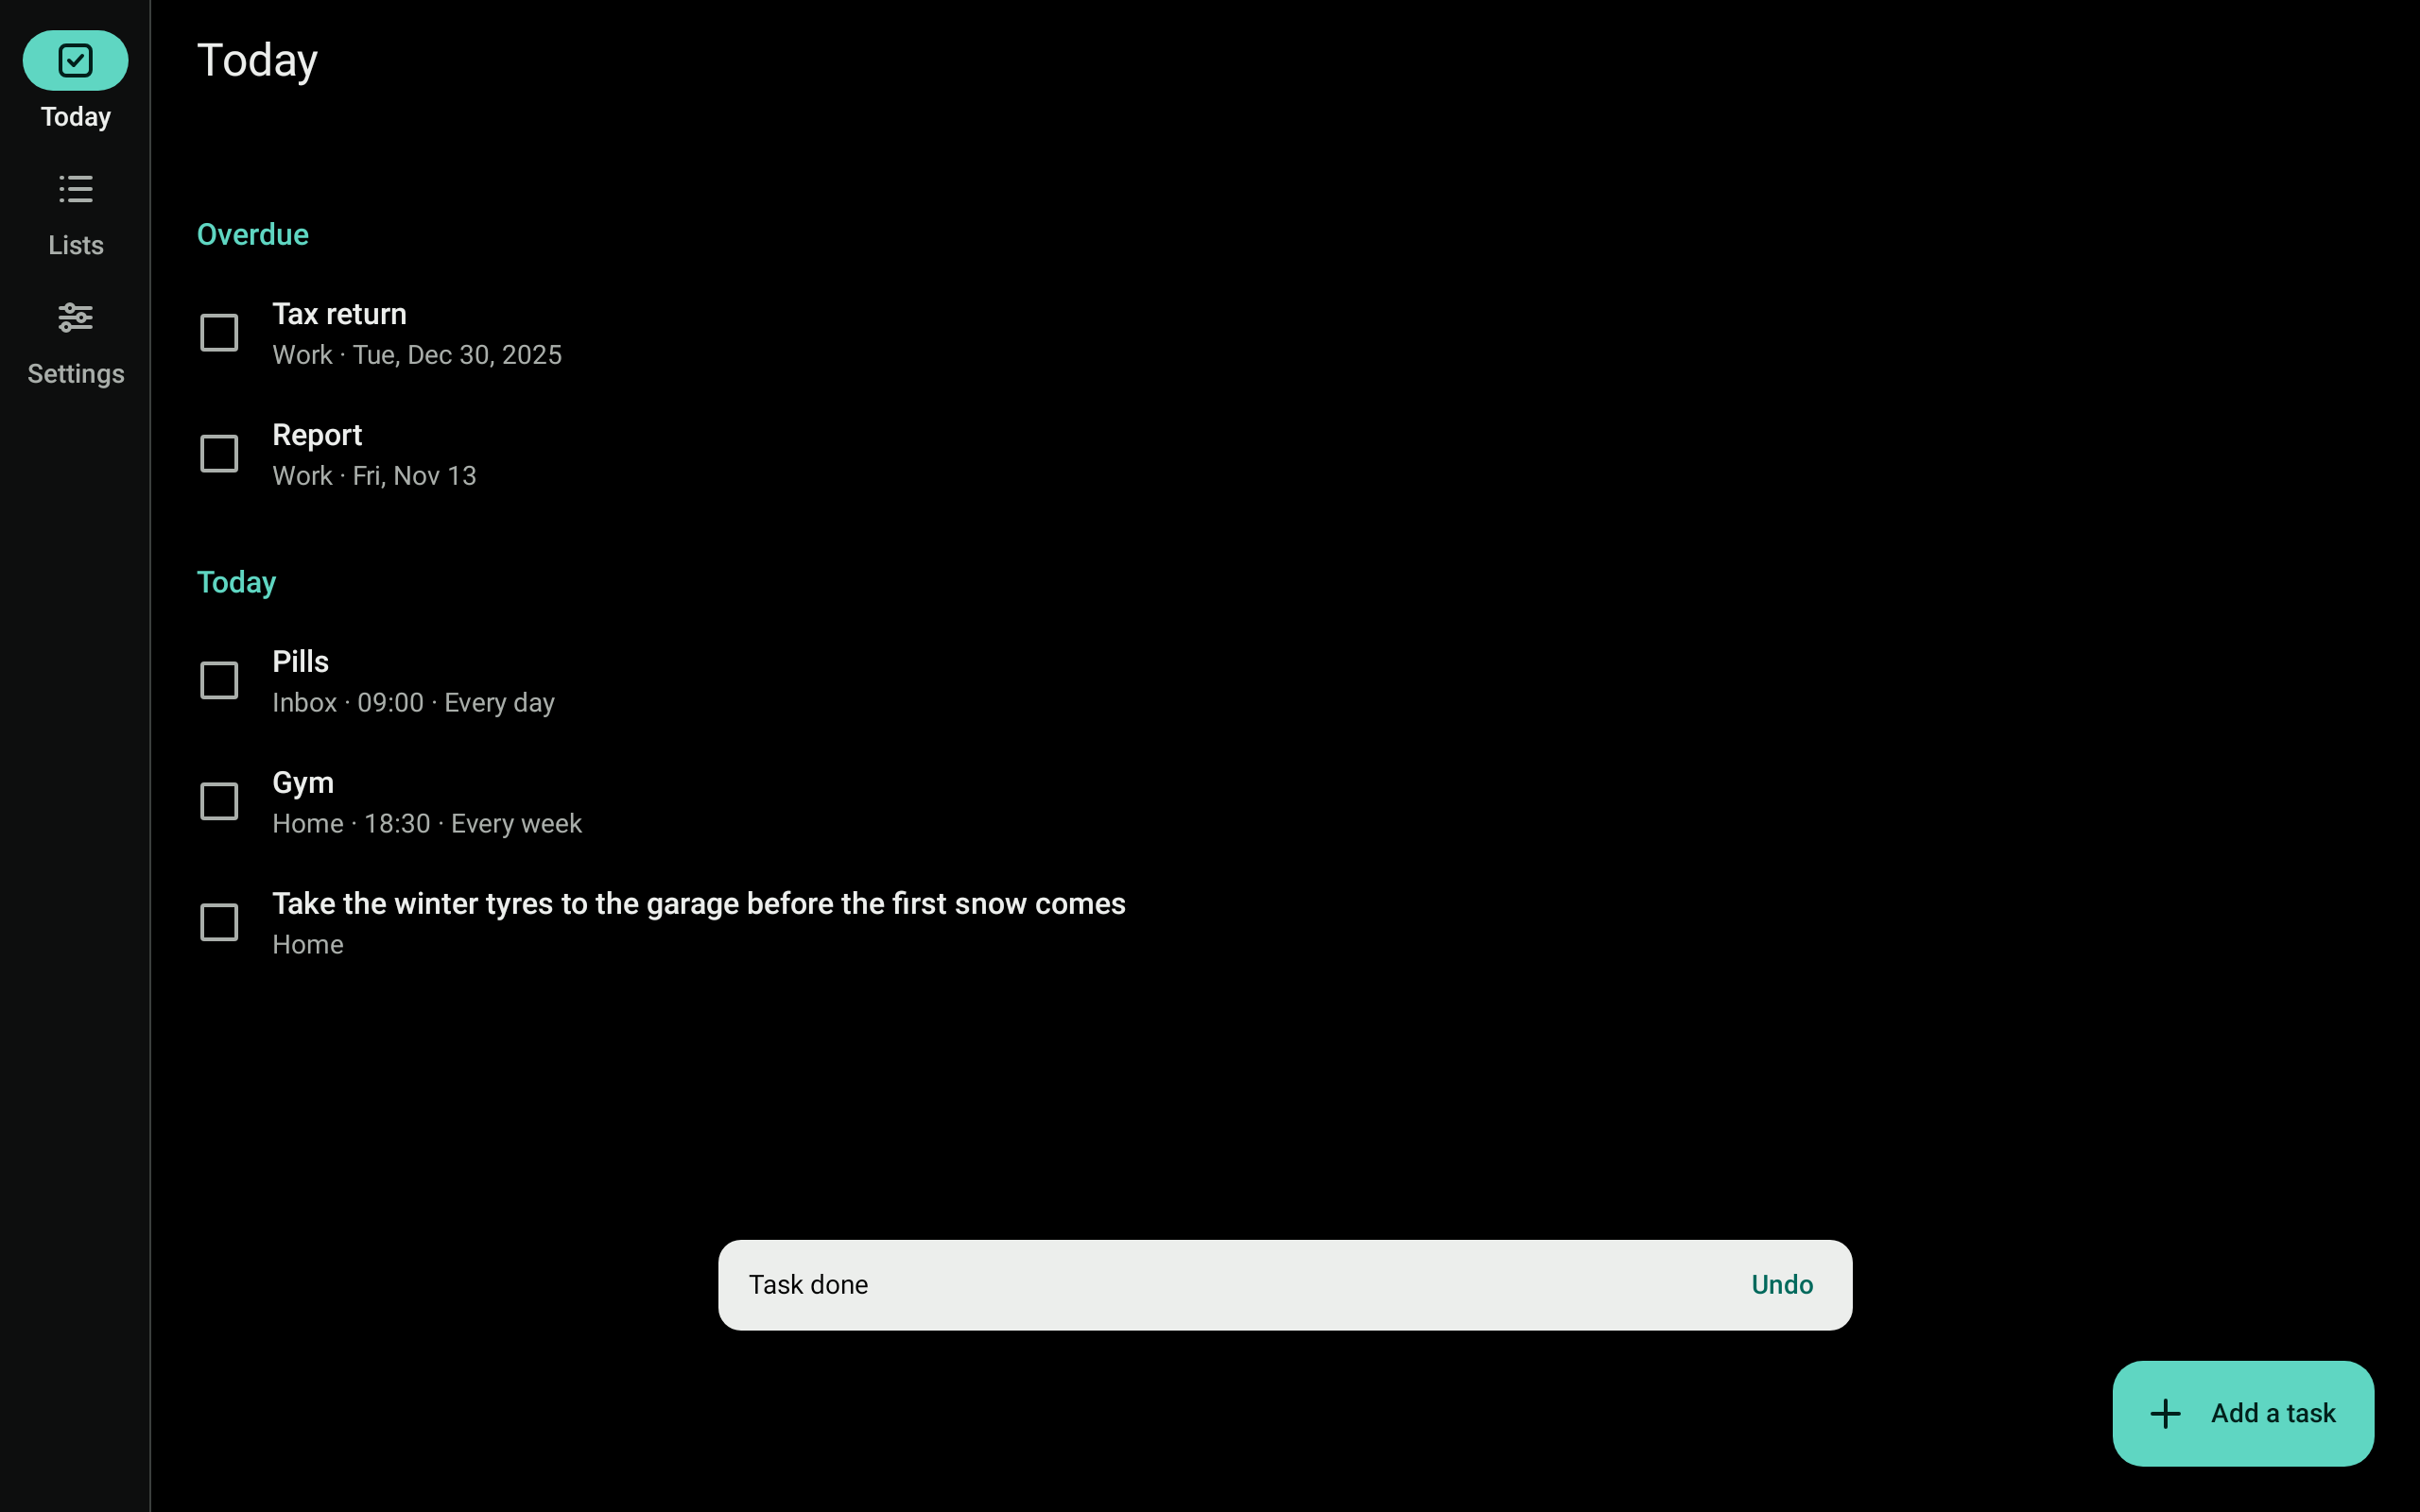 Today
Lists
Settings
Today
Overdue
Tax return
Work · Tue, Dec 30, 2025
Report
Work · Fri, Nov 13
Today
Pills
Inbox · 09:00 · Every day
Gym
Home · 18:30 · Every week
Take the winter tyres to the garage before the first snow comes
Home
Task done
Undo
Add a task